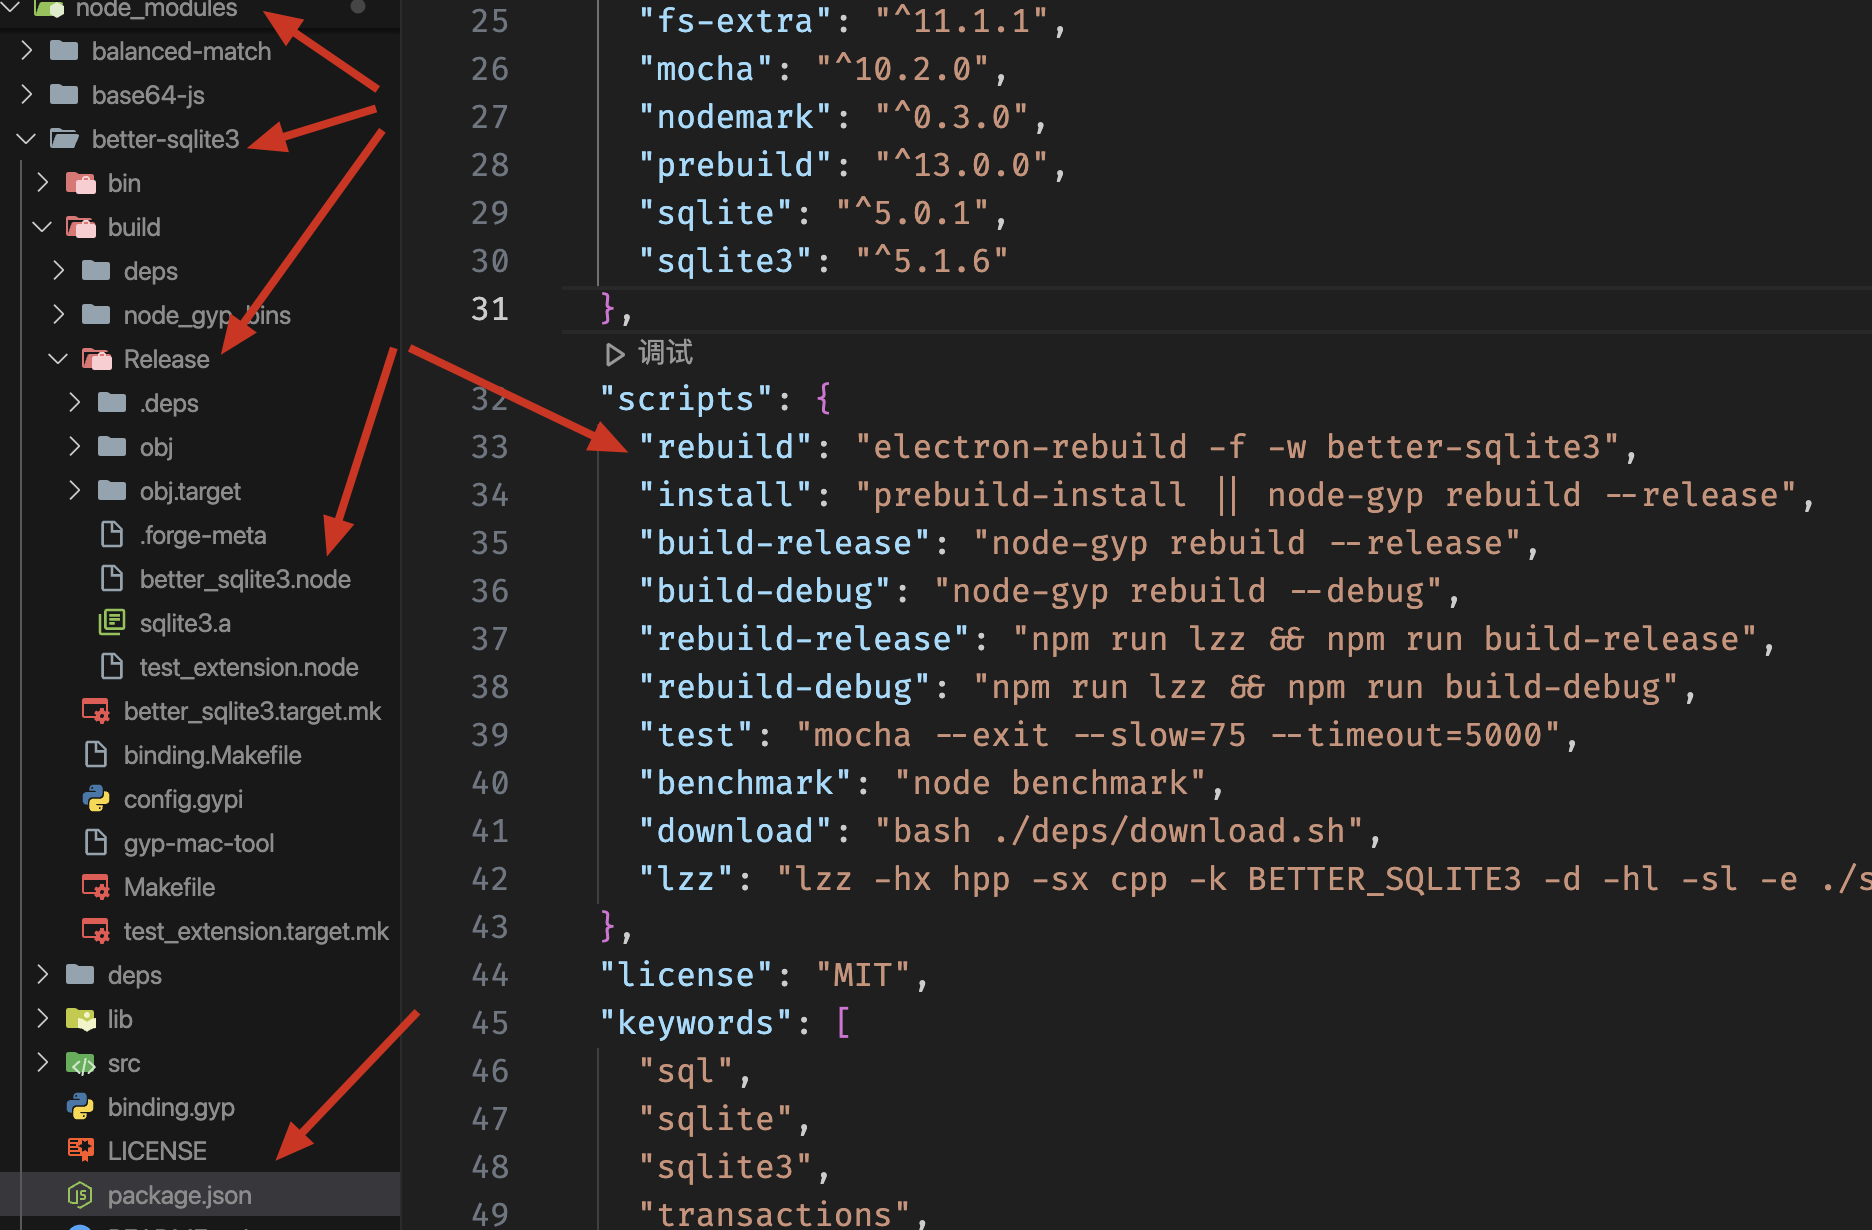 node_modules
balanced-match
base64-js
better-sqlite3
bin
build
deps
node_gyp_bins
Release
.deps
obj
obj.target
.forge-meta
better_sqlite3.node
sqlite3.a
test_extension.node
better_sqlite3.target.mk
binding.Makefile
config.gypi
gyp-mac-tool
Makefile
test_extension.target.mk
deps
lib
src
binding.gyp
LICENSE
package.json
25 "fs-extra": "^11.1.1",
26 "mocha": "^10.2.0",
27 "nodemark": "^0.3.0",
28 "prebuild": "^13.0.0",
29 "sqlite": "^5.0.1",
30 "sqlite3": "^5.1.6"
31 },
调试
32 "scripts": {
33 "rebuild": "electron-rebuild -f -w better-sqlite3",
34 "install": "prebuild-install || node-gyp rebuild --release",
35 "build-release": "node-gyp rebuild --release",
36 "build-debug": "node-gyp rebuild --debug",
37 "rebuild-release": "npm run lzz && npm run build-release",
38 "rebuild-debug": "npm run lzz && npm run build-debug",
39 "test": "mocha --exit --slow=75 --timeout=5000",
40 "benchmark": "node benchmark",
41 "download": "bash ./deps/download.sh",
42 "lzz": "lzz -hx hpp -sx cpp -k BETTER_SQLITE3 -d -hl -sl -e ./s
43 },
44 "license": "MIT",
45 "keywords": [
46 "sql",
47 "sqlite",
48 "sqlite3",
49 "transactions",